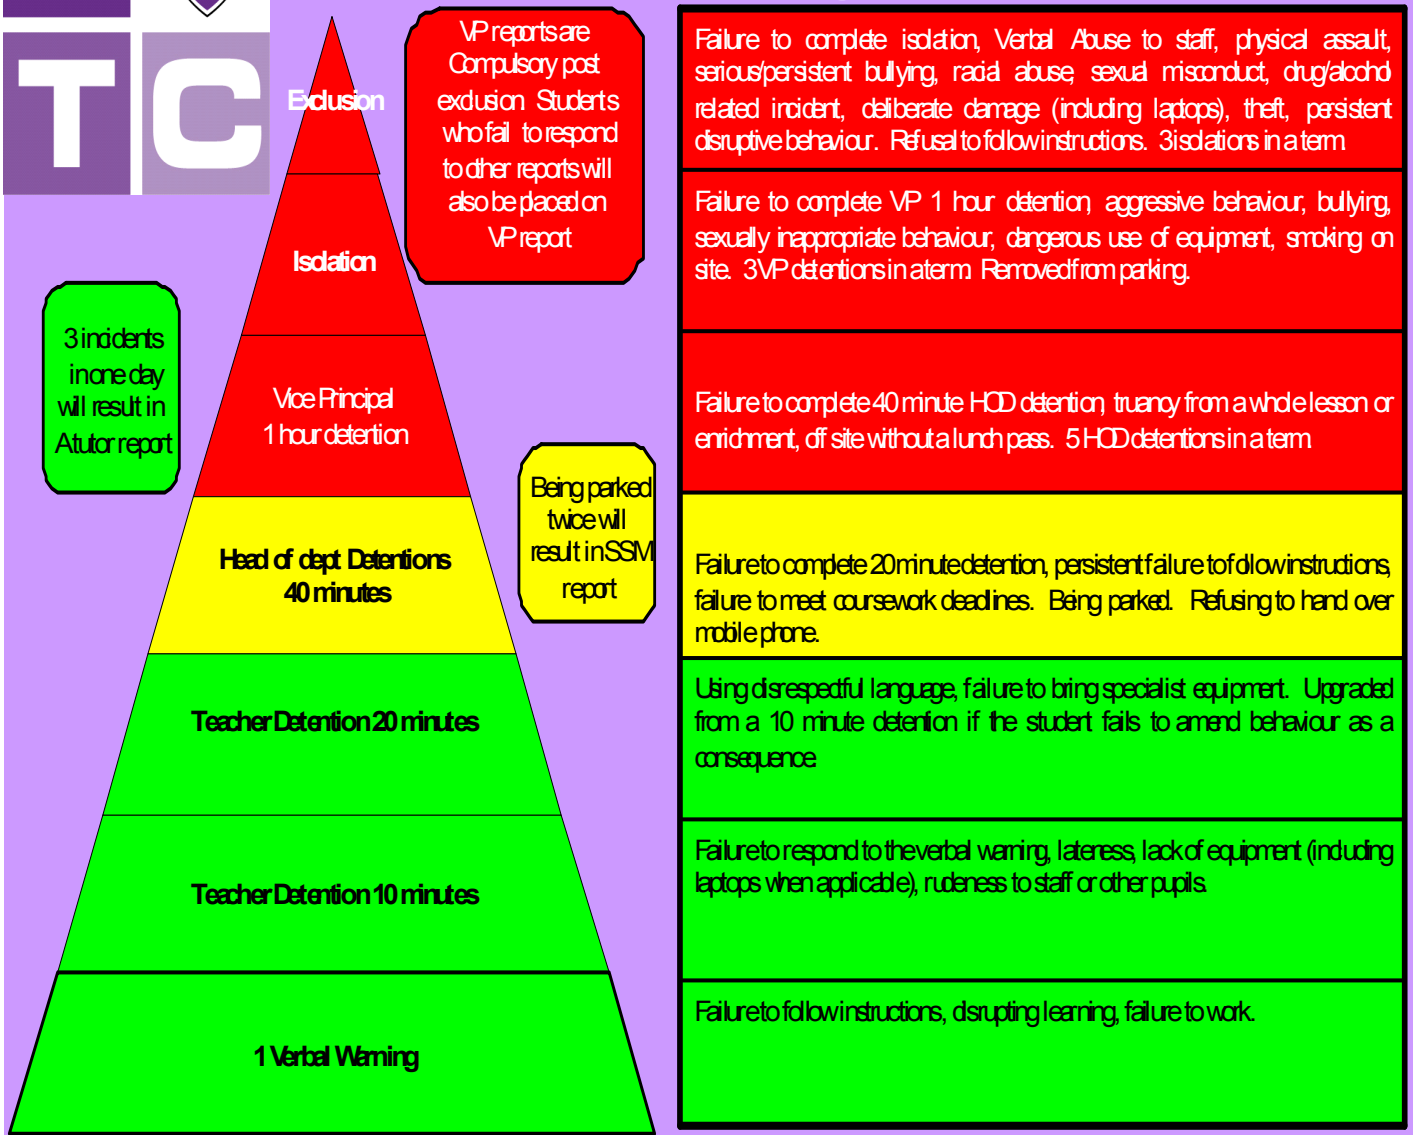 T C
VP reports are
Compulsory post
exclusion Students
who fail to respond
to other reports will
also be placed on
VP report
Exclusion
Isolation
3 incidents
in one day
will result in
A tutor report
Vice Principal
1 hour detention
Being parked
twice will
result in SSM
report
Head of dept Detentions
40 minutes
Teacher Detention 20 minutes
Teacher Detention 10 minutes
1 Verbal Warning
Failure to complete isolation, Verbal Abuse to staff, physical assault,
serious/persistent bullying, racial abuse, sexual misconduct, drug/alcohol
related incident, deliberate damage (including laptops), theft, persistent
disruptive behaviour. Refusal to follow instructions. 3 isolations in a term.
Failure to complete VP 1 hour detention, aggressive behaviour, bullying,
sexually inappropriate behaviour, dangerous use of equipment, smoking on
site. 3 VP detentions in a term. Removed from parking.
Failure to complete 40 minute HOD detention, truancy from a whole lesson or
enrichment, off site without a lunch pass. 5 HOD detentions in a term.
Failure to complete 20 minute detention, persistent failure to follow instructions,
failure to meet coursework deadlines. Being parked. Refusing to hand over
mobile phone.
Using disrespectful language, failure to bring specialist equipment. Upgraded
from a 10 minute detention if the student fails to amend behaviour as a
consequence.
Failure to respond to the verbal warning, lateness, lack of equipment (including
laptops when applicable), rudeness to staff or other pupils.
Failure to follow instructions, disrupting learning, failure to work.